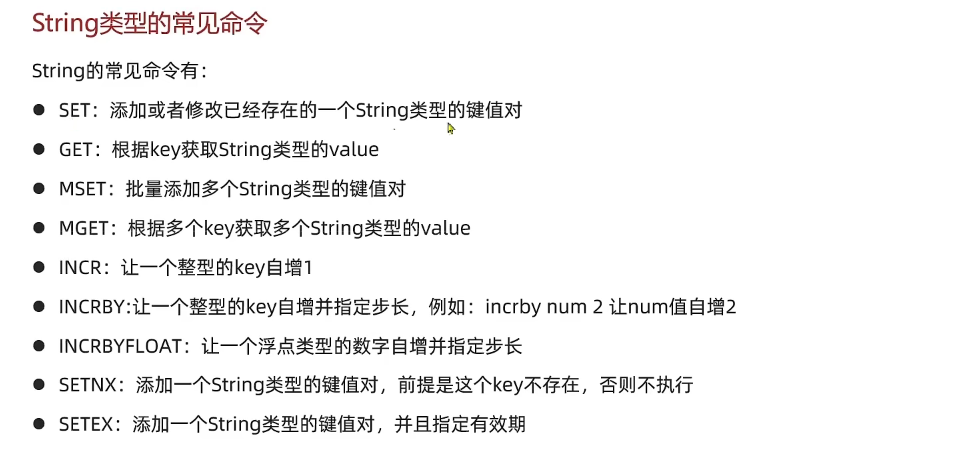 String类型的常见命令
String的常见命令有：
● SET：添加或者修改已经存在的一个String类型的键值对
● GET：根据key获取String类型的value
● MSET：批量添加多个String类型的键值对
● MGET：根据多个key获取多个String类型的value
● INCR：让一个整型的key自增1
● INCRBY:让一个整型的key自增并指定步长，例如：incrby num 2 让num值自增2
● INCRBYFLOAT：让一个浮点类型的数字自增并指定步长
● SETNX：添加一个String类型的键值对，前提是这个key不存在，否则不执行
● SETEX：添加一个String类型的键值对，并且指定有效期